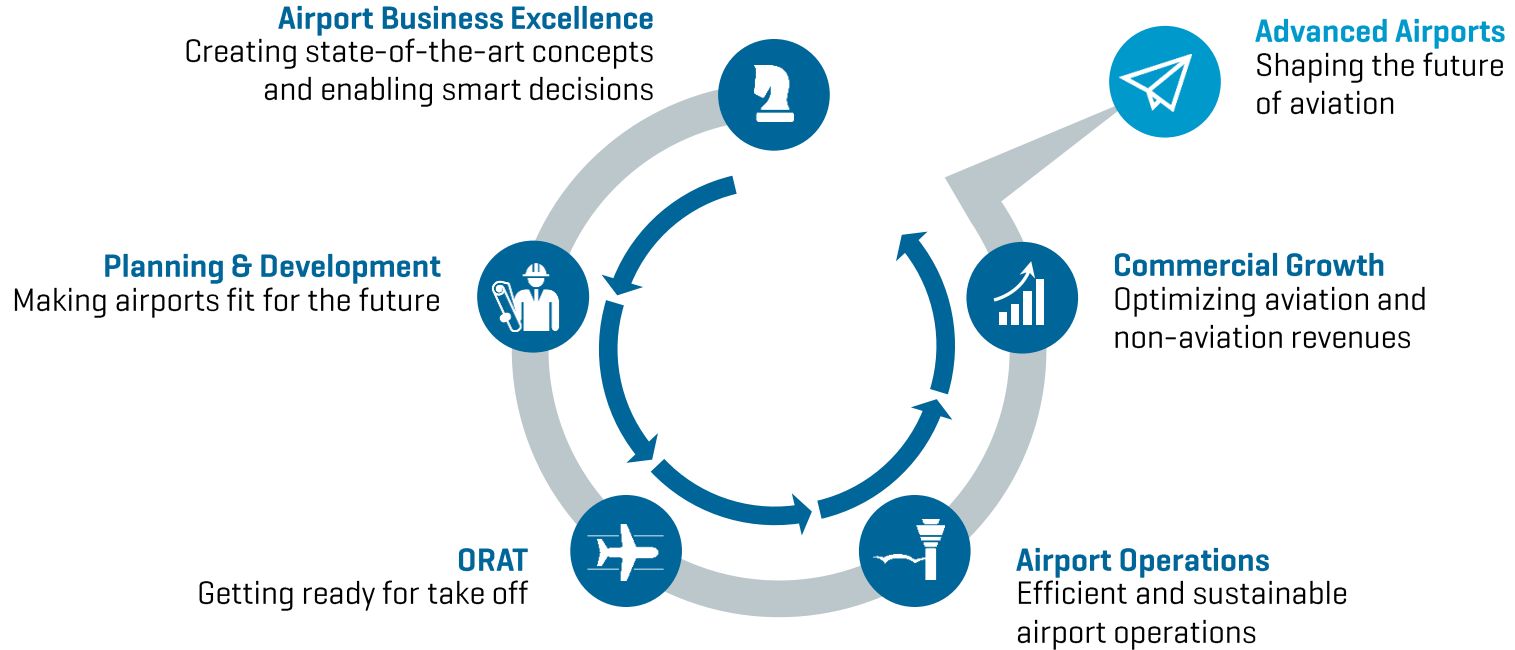 Airport Business Excellence
Creating state-of-the-art concepts
and enabling smart decisions
Advanced Airports
Shaping the future
of aviation
Planning & Development
Making airports fit for the future
Commercial Growth
Optimizing aviation and
non-aviation revenues
ORAT
Getting ready for take off
Airport Operations
Efficient and sustainable
airport operations